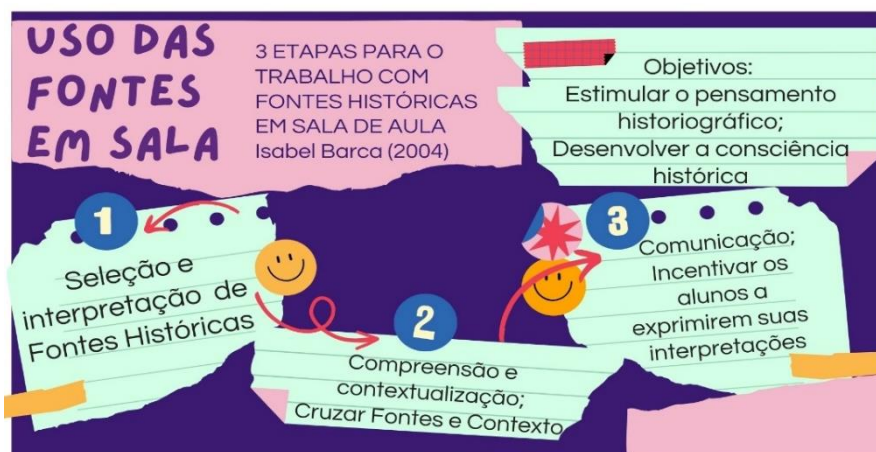 USO DAS
FONTES
EM SALA
3 ETAPAS PARA O
TRABALHO COM
FONTES HISTÓRICAS
EM SALA DE AULA
Isabel Barca (2004)
Objetivos:
Estimular o pensamento
historiográfico;
Desenvolver a consciência
histórica
1
Seleção e
interpretação de
Fontes Históricas
2
Compreensão e
contextualização;
Cruzar Fontes e Contexto
3
Comunicação;
Incentivar os
alunos a
exprimirem suas
interpretações